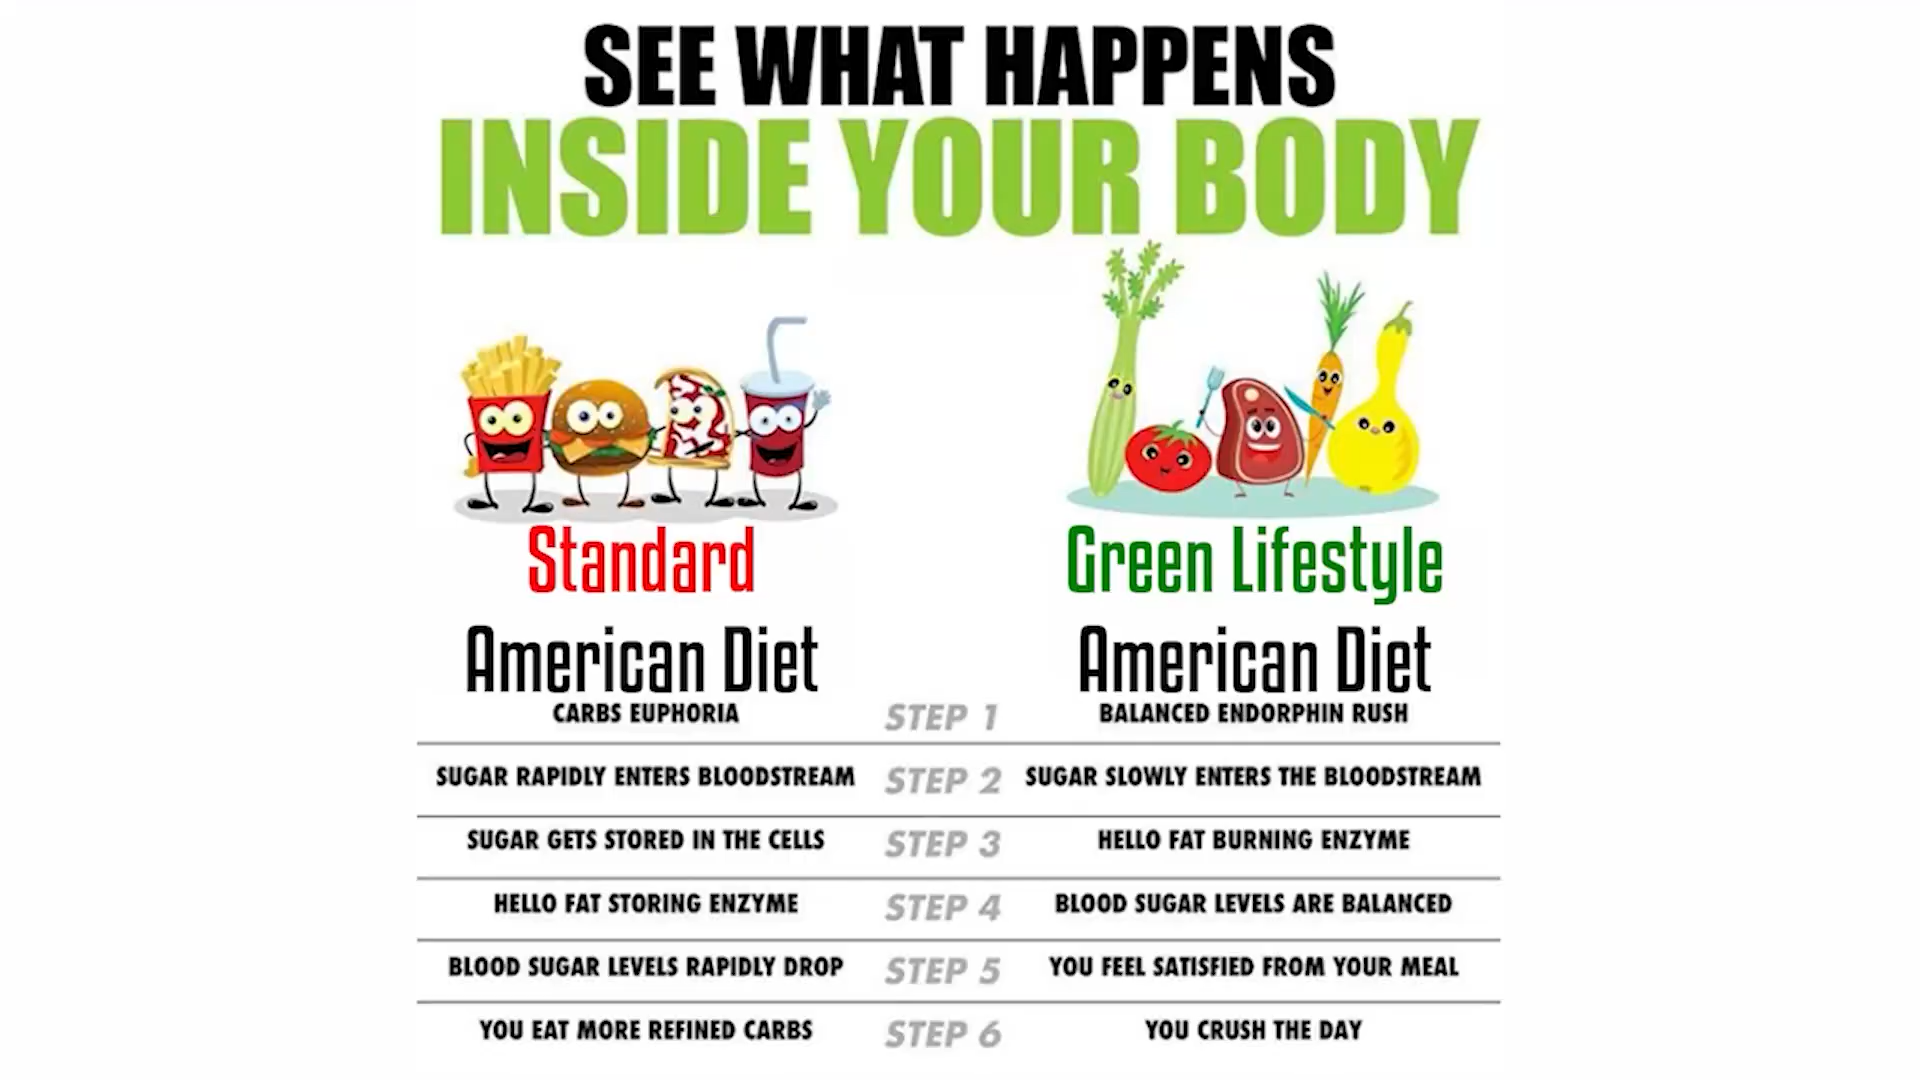 SEE WHAT HAPPENS
INSIDE YOUR BODY
Standard
American Diet
Green Lifestyle
American Diet
CARBS EUPHORIA STEP 1 BALANCED ENDORPHIN RUSH
SUGAR RAPIDLY ENTERS BLOODSTREAM STEP 2 SUGAR SLOWLY ENTERS THE BLOODSTREAM
SUGAR GETS STORED IN THE CELLS STEP 3 HELLO FAT BURNING ENZYME
HELLO FAT STORING ENZYME STEP 4 BLOOD SUGAR LEVELS ARE BALANCED
BLOOD SUGAR LEVELS RAPIDLY DROP STEP 5 YOU FEEL SATISFIED FROM YOUR MEAL
YOU EAT MORE REFINED CARBS STEP 6 YOU CRUSH THE DAY